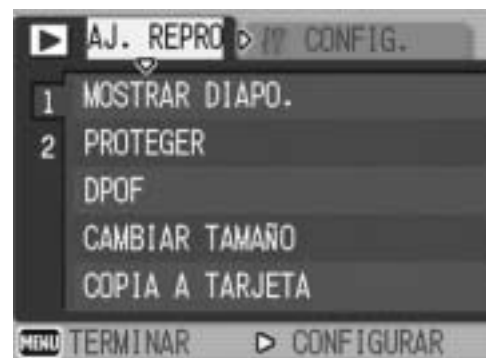 AJ. REPRO CONFIG.
1 MOSTRAR DIAPO.
2 PROTEGER
DPOF
CAMBIAR TAMAÑO
COPIA A TARJETA
MENU TERMINAR CONFIGURAR